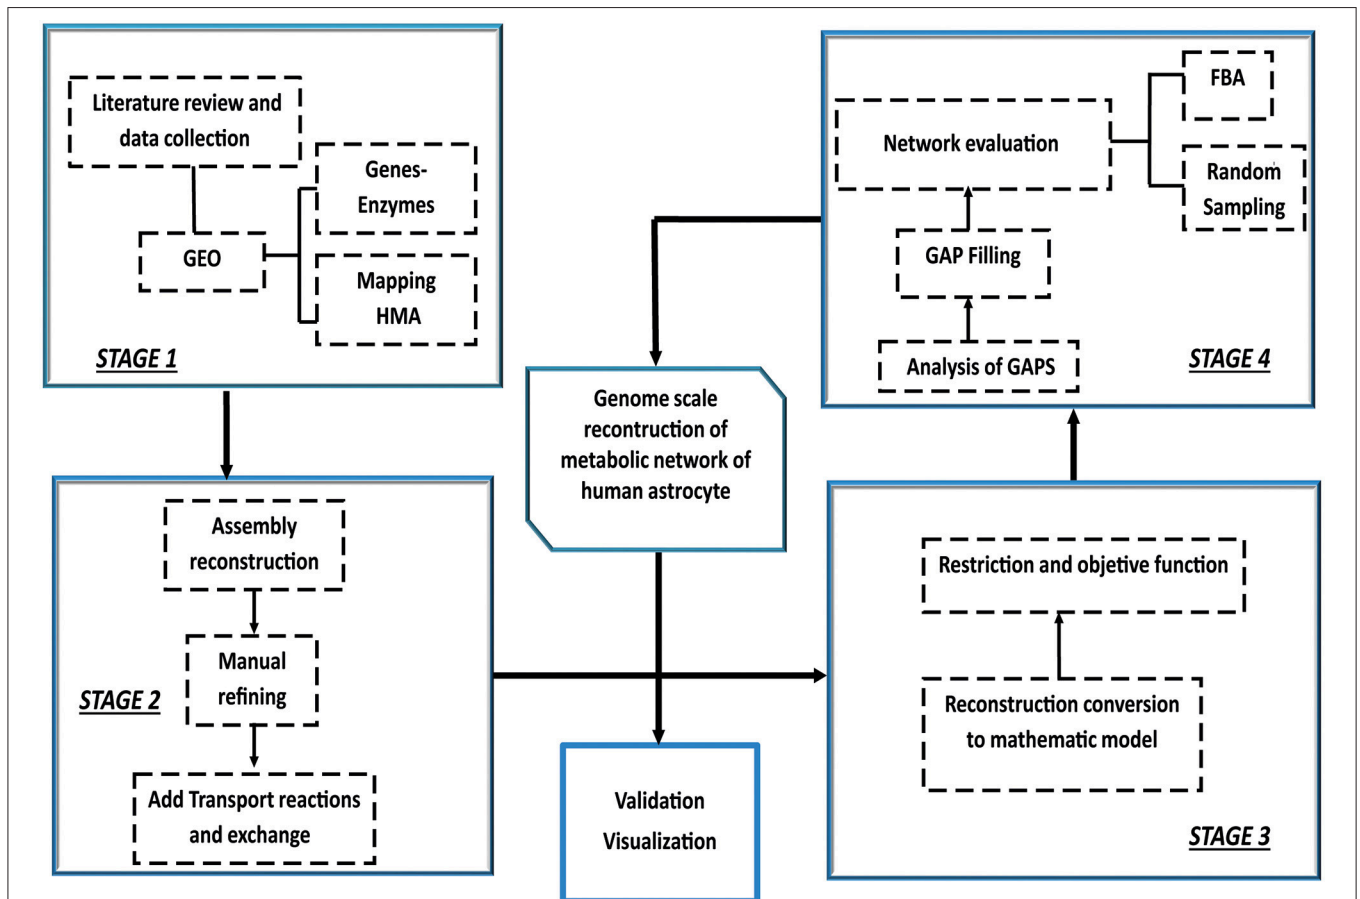 Literature review and
data collection
GEO
Genes-
Enzymes
Mapping
HMA
STAGE 1
Assembly
reconstruction
Manual
refining
STAGE 2
Add Transport reactions
and exchange
Genome scale
recontruction of
metabolic network of
human astrocyte
Validation
Visualization
Restriction and objetive function
Reconstruction conversion
to mathematic model
STAGE 3
FBA
Network evaluation
Random
Sampling
GAP Filling
Analysis of GAPS
STAGE 4